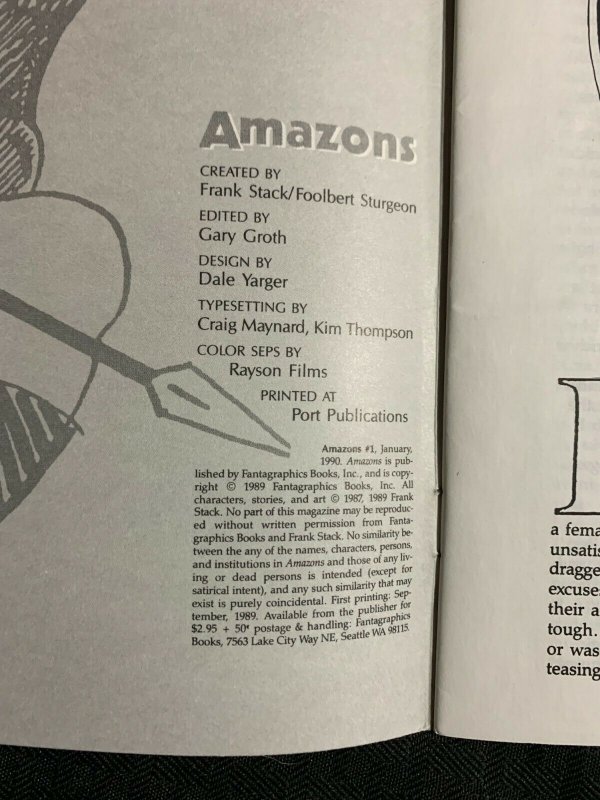 Amazons
CREATED BY
Frank Stack/Foolbert Sturgeon
EDITED BY
Gary Groth
DESIGN BY
Dale Yarger
TYPESETTING BY
Craig Maynard, Kim Thompson
COLOR SEPS BY
Rayson Films
PRINTED AT
Port Publications
Amazons #1, January,
1990. Amazons is pub-
lished by Fantagraphics Books, Inc., and is copy-
right © 1989 Fantagraphics Books, Inc. All
characters, stories, and art © 1987, 1989 Frank
Stack. No part of this magazine may be reproduc-
ed without written permission from Fanta-
graphics Books and Frank Stack. No similarity be-
tween the any of the names, characters, persons,
and institutions in Amazons and those of any liv-
ing or dead persons is intended (except for
satirical intent), and any such similarity that may
exist is purely coincidental. First printing: Sep-
tember, 1989. Available from the publisher for
$2.95 + 50¢ postage & handling: Fantagraphics
Books, 7563 Lake City Way NE, Seattle WA 98115.
a fema
unsatis
dragge
excuse
their a
tough.
or was
teasing